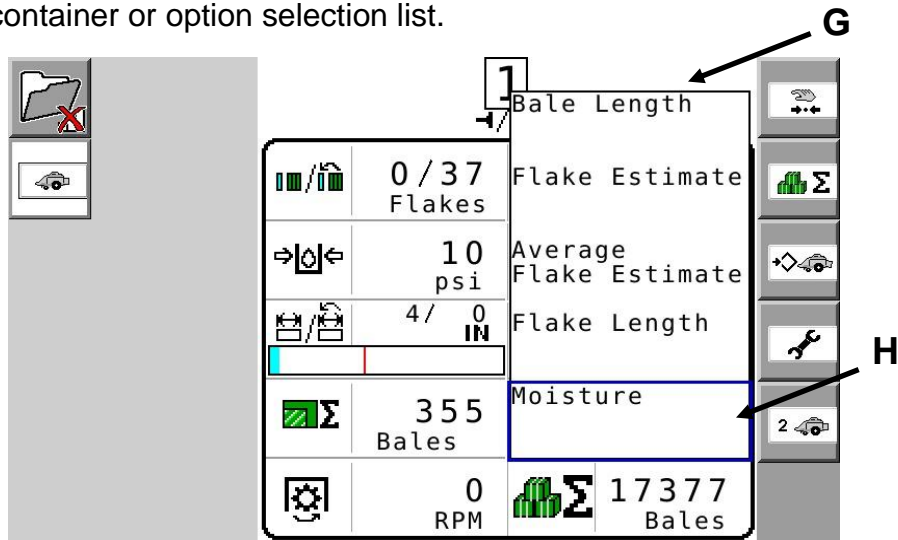 container or option selection list.
G
1
Bale Length
0/37
Flakes
Flake Estimate
Σ
10
psi
Average
Flake Estimate
4/ 0
IN
Flake Length
H
Σ
355
Bales
Moisture
2
0
RPM
Σ
17377
Bales